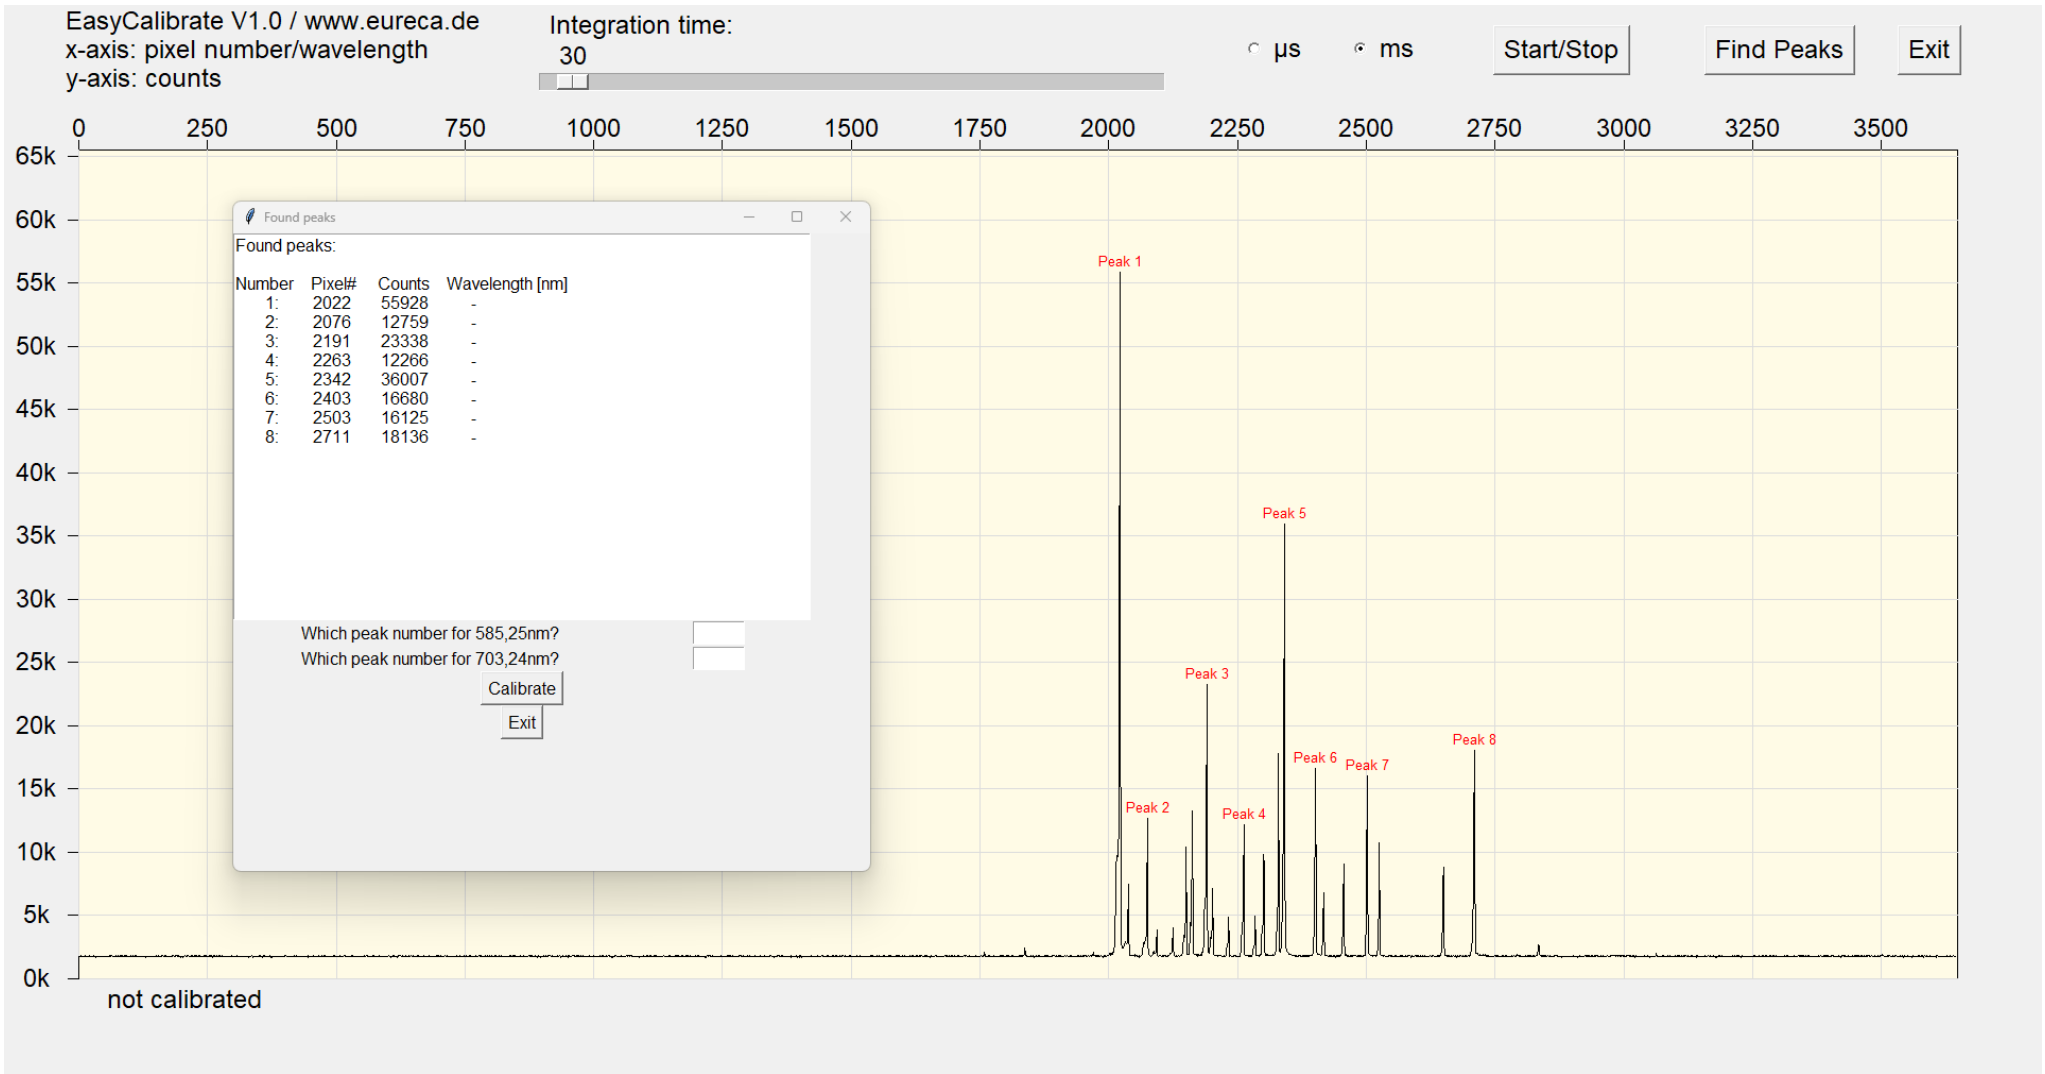 EasyCalibrate V1.0 / www.eureca.de
x-axis: pixel number/wavelength
y-axis: counts
Integration time:
30
µs
ms
Start/Stop
Find Peaks
Exit
0 250 500 750 1000 1250 1500 1750 2000 2250 2500 2750 3000 3250 3500
65k
60k
55k
50k
45k
40k
35k
30k
25k
20k
15k
10k
5k
0k
Found peaks
Found peaks:
Number Pixel# Counts Wavelength [nm]
1: 2022 55928 -
2: 2076 12759 -
3: 2191 23338 -
4: 2263 12266 -
5: 2342 36007 -
6: 2403 16680 -
7: 2503 16125 -
8: 2711 18136 -
Which peak number for 585,25nm?
Which peak number for 703,24nm?
Calibrate
Exit
Peak 1
Peak 2
Peak 3
Peak 4
Peak 5
Peak 6
Peak 7
Peak 8
not calibrated